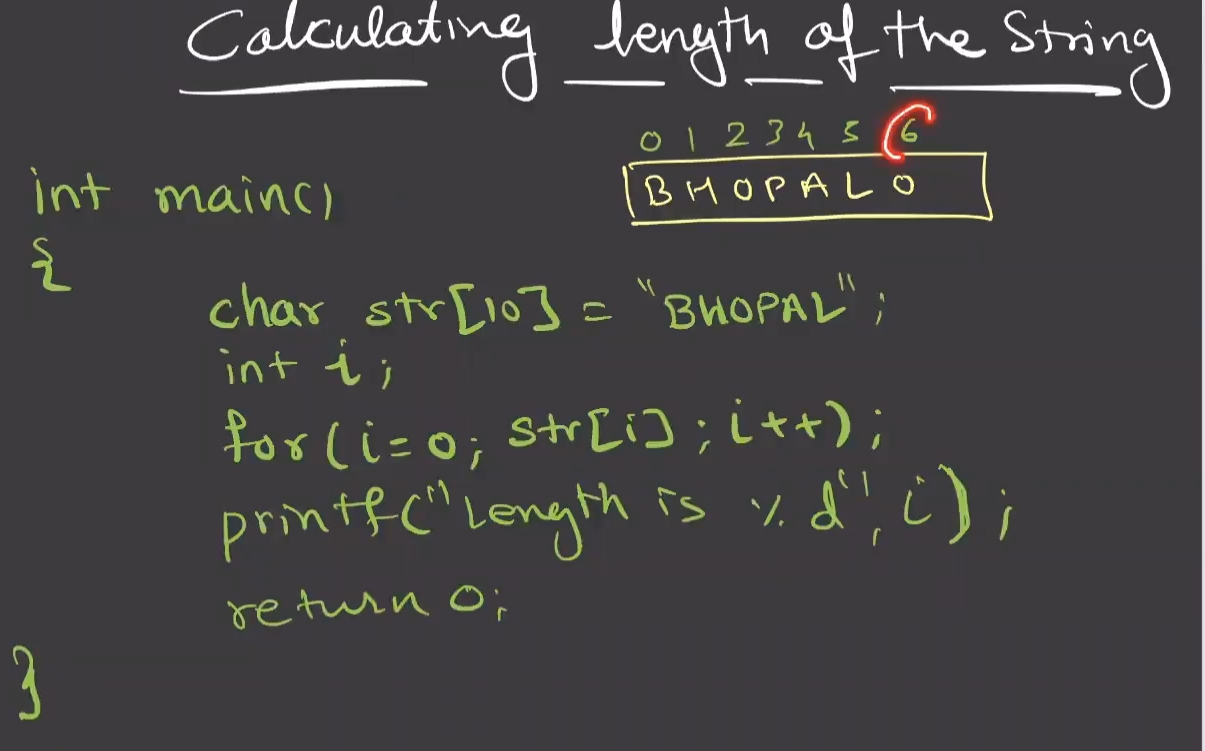 Calculating length of the String
0 1 2 3 4 5 6
B H O P A L 0
int main()
{
char str[10] = "BHOPAL";
int i;
for(i=0; str[i]; i++);
printf("Length is %d", i);
return 0;
}